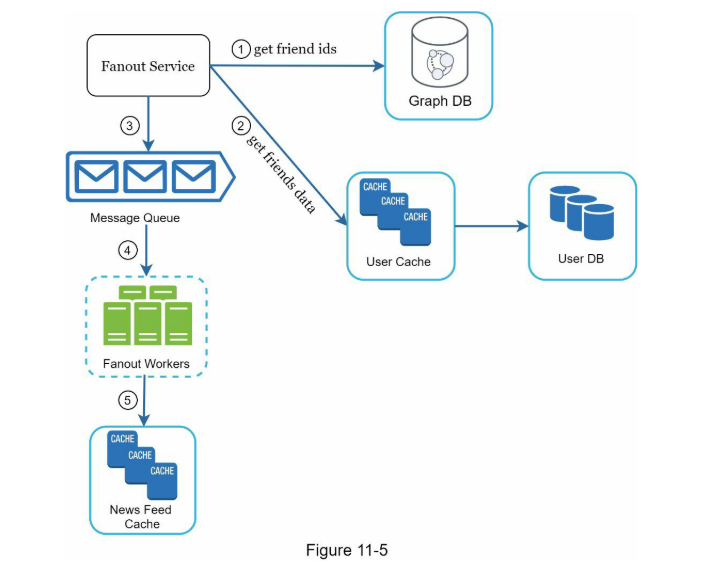 Fanout Service
1 get friend ids
Graph DB
2 get friends data
3
Message Queue
CACHE
CACHE
CACHE
User Cache
User DB
4
Fanout Workers
5
CACHE
CACHE
CACHE
News Feed
Cache
Figure 11-5